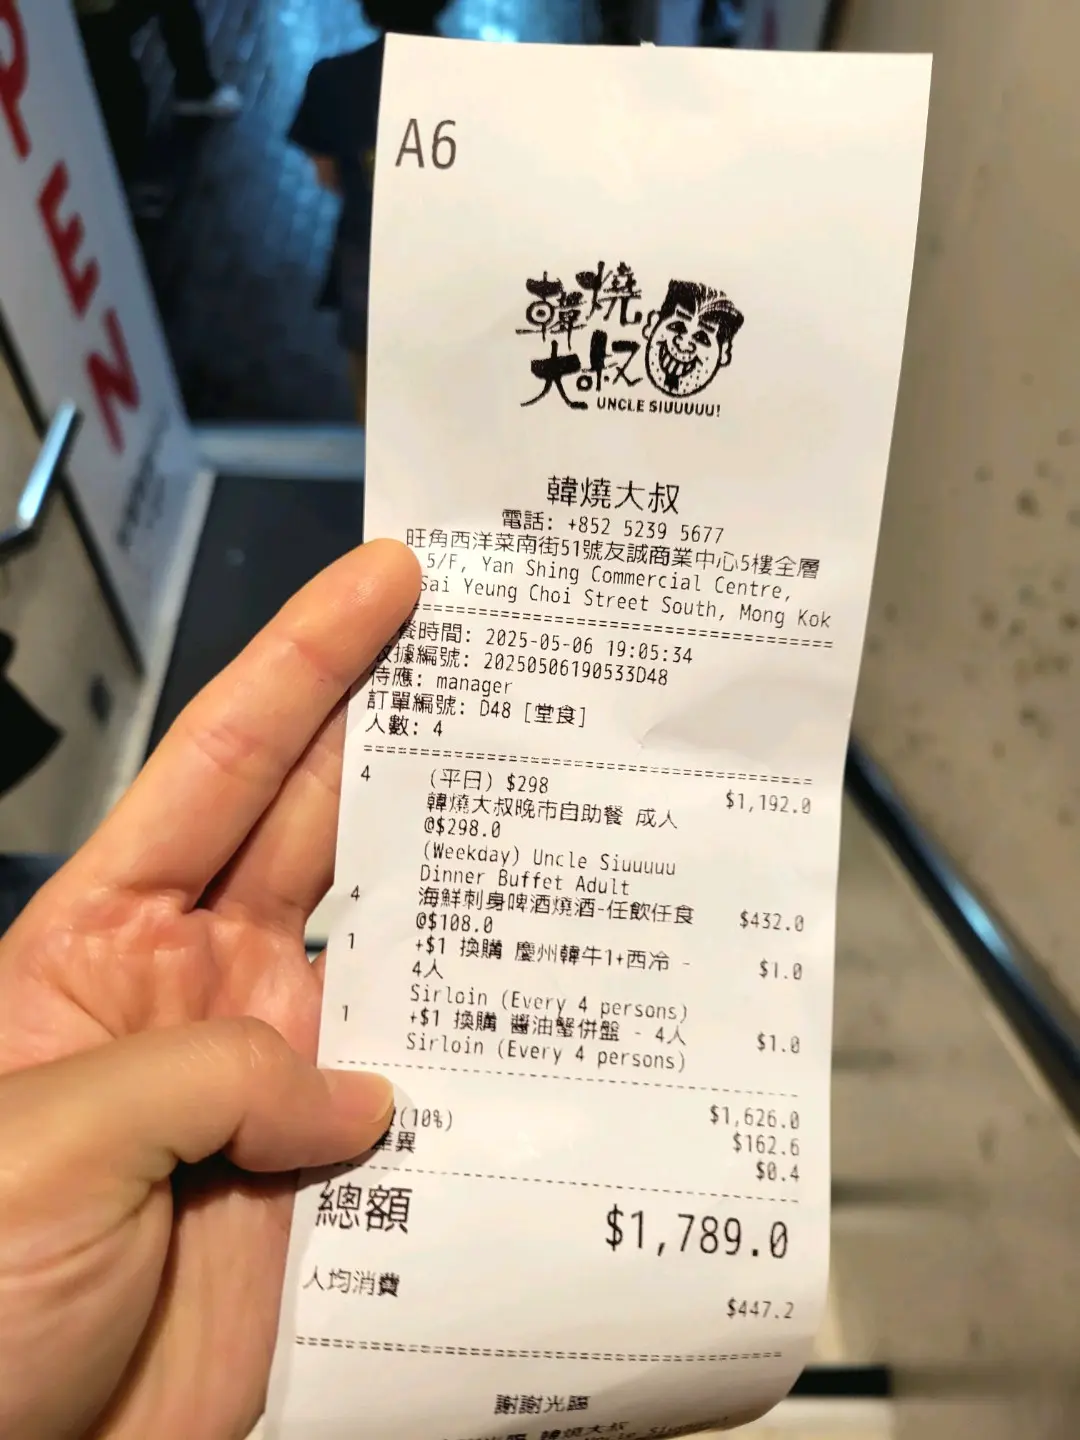 OPEN
A6
韓燒
大叔
UNCLE SIUUUUU!
韓燒大叔
電話: +852 5239 5677
旺角西洋菜南街51號友誠商業中心5樓全層
5/F, Yan Shing Commercial Centre,
Sai Yeung Choi Street South, Mong Kok
餐時間: 2025-05-06 19:05:34
收據編號: 20250506190533D48
侍應: manager
訂單編號: D48 [堂食]
人數: 4
4 (平日) $298 $1,192.0
韓燒大叔晚市自助餐 成人
@$298.0
(Weekday) Uncle Siuuuuu
Dinner Buffet Adult
4 海鮮刺身啤酒燒酒-任飲任食 $432.0
@$108.0
1 +$1 換購 慶州韓牛1+西冷 - $1.0
4人
Sirloin (Every 4 persons)
1 +$1 換購 醬油蟹併盤 - 4人 $1.0
Sirloin (Every 4 persons)
$1,626.0
(10%) $162.6
差異 $0.4
總額 $1,789.0
人均消費
$447.2
謝謝光臨
韓燒大叔